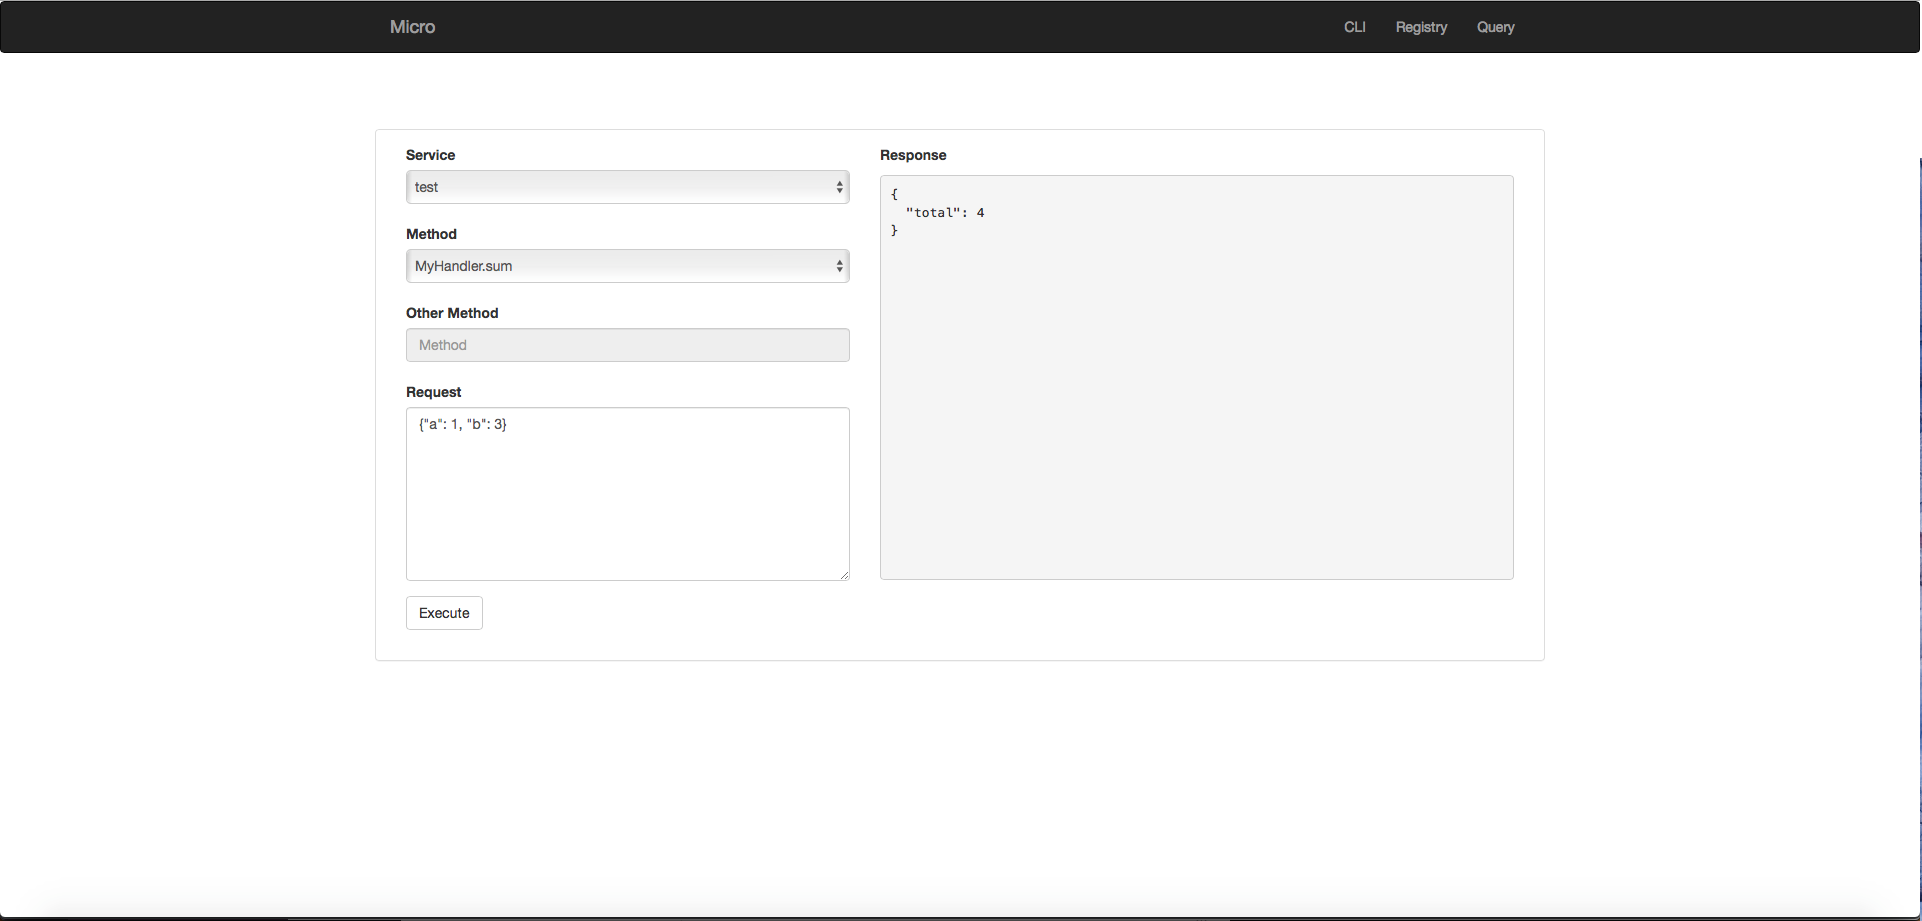 Micro
CLI Registry Query
Service
test
Method
MyHandler.sum
Other Method
Method
Request
{"a": 1, "b": 3}
Execute
Response
{
  "total": 4
}